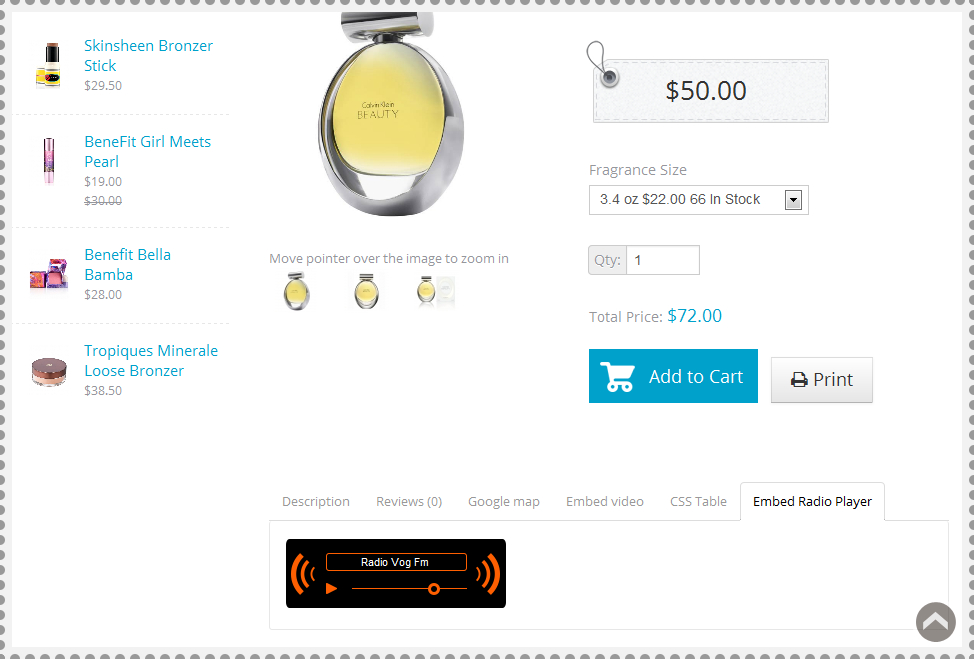 Skinsheen Bronzer
Stick
$29.50
BeneFit Girl Meets
Pearl
$19.00
$30.00
Benefit Bella
Bamba
$28.00
Tropiques Minerale
Loose Bronzer
$38.50
Calvin Klein
BEAUTY
Move pointer over the image to zoom in
$50.00
Fragrance Size
3.4 oz $22.00 66 In Stock
Qty: 1
Total Price: $72.00
Add to Cart
Print
Description Reviews (0) Google map Embed video CSS Table Embed Radio Player
Radio Vog Fm